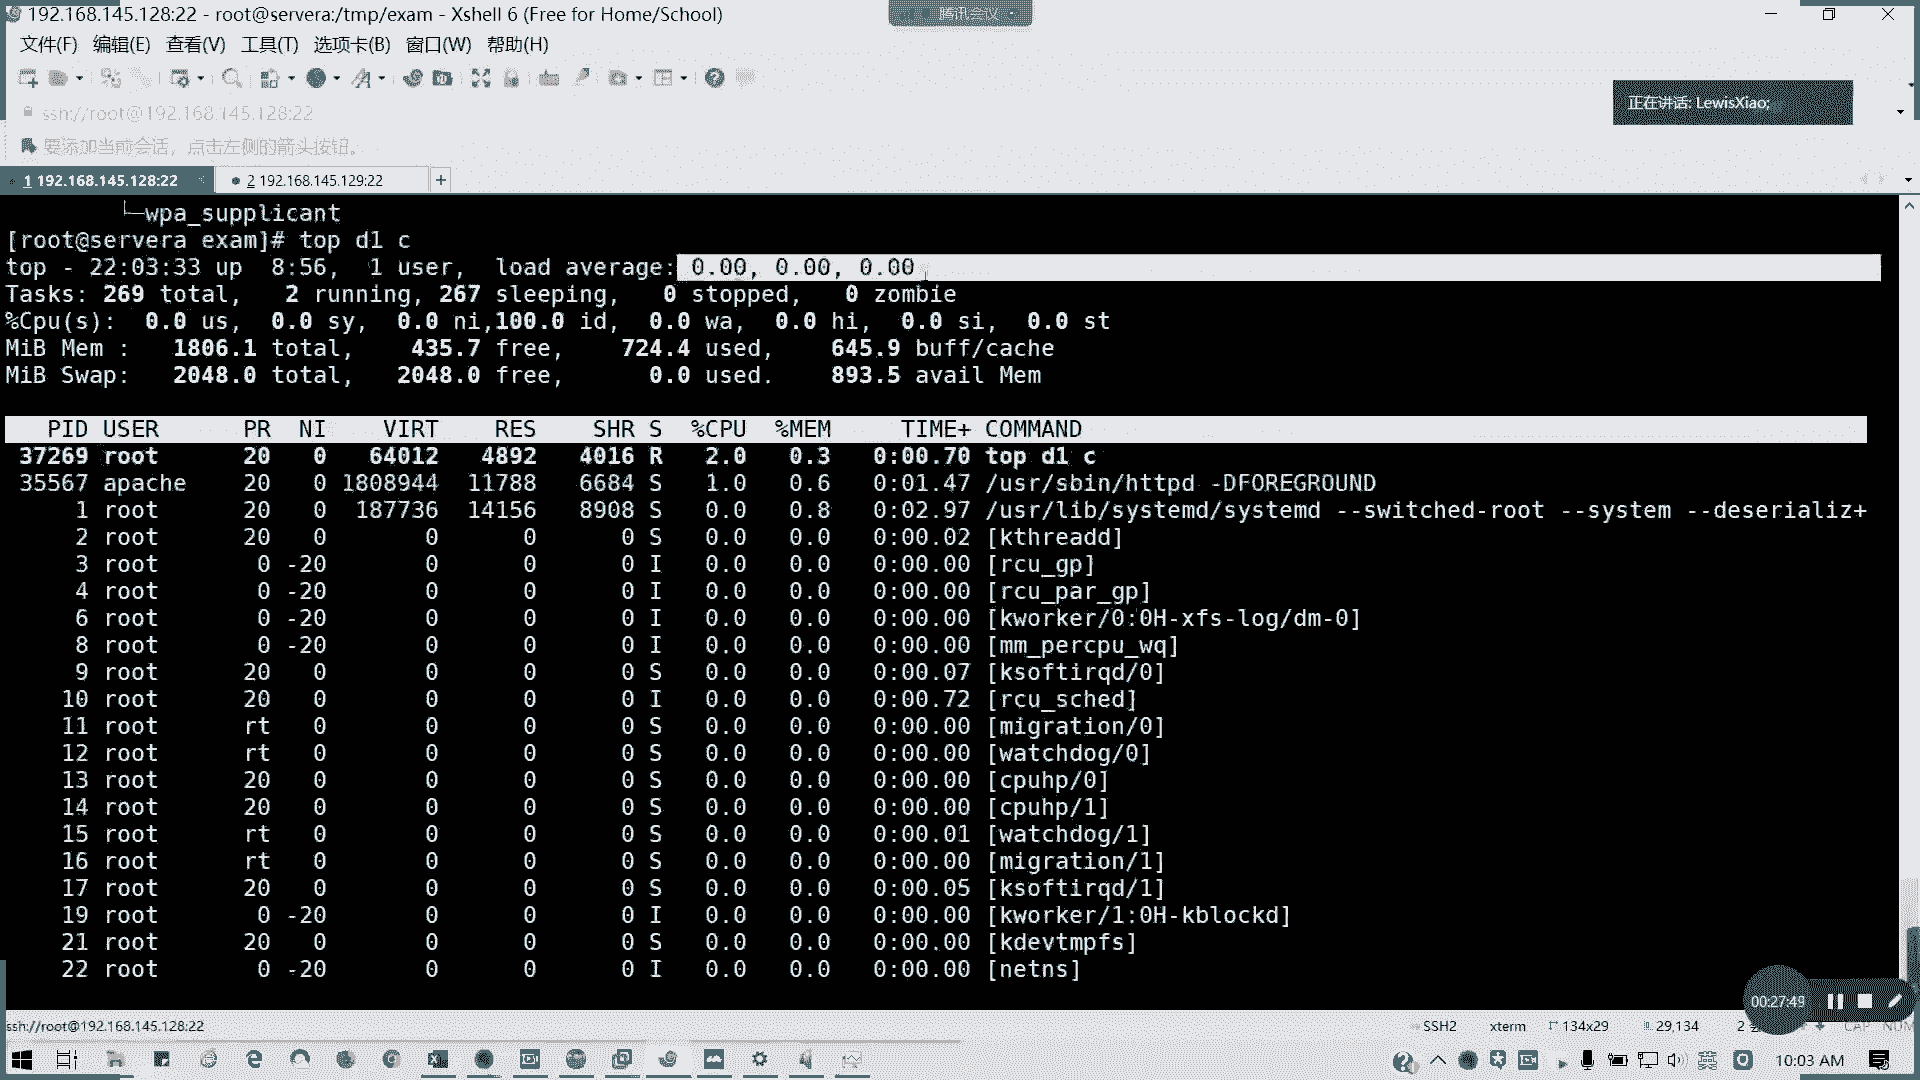 192.168.145.128:22 - root@servera:/tmp/exam - Xshell 6 (Free for Home/School)
腾讯会议
文件(F) 编辑(E) 查看(V) 工具(T) 选项卡(B) 窗口(W) 帮助(H)
正在讲话: LewisXiao;
ssh://root@192.168.145.128:22
要添加当前会话，点击左侧的箭头按钮。
1 192.168.145.128:22 2 192.168.145.129:22 +
└─wpa_supplicant
[root@servera exam]# top d1 c
top - 22:03:33 up  8:56,  1 user,  load average: 0.00, 0.00, 0.00
Tasks: 269 total,   2 running, 267 sleeping,   0 stopped,   0 zombie
%Cpu(s):  0.0 us,  0.0 sy,  0.0 ni,100.0 id,  0.0 wa,  0.0 hi,  0.0 si,  0.0 st
MiB Mem :   1806.1 total,    435.7 free,    724.4 used,    645.9 buff/cache
MiB Swap:   2048.0 total,   2048.0 free,      0.0 used.    893.5 avail Mem
PID USER      PR  NI    VIRT    RES    SHR S  %CPU  %MEM     TIME+ COMMAND
37269 root      20   0   64012   4892   4016 R   2.0   0.3   0:00.70 top d1 c
35567 apache    20   0 1808944  11788   6684 S   1.0   0.6   0:01.47 /usr/sbin/httpd -DFOREGROUND
1 root      20   0  187736  14156   8908 S   0.0   0.8   0:02.97 /usr/lib/systemd/systemd --switched-root --system --deserializ+
2 root      20   0       0      0      0 S   0.0   0.0   0:00.02 [kthreadd]
3 root       0 -20       0      0      0 I   0.0   0.0   0:00.00 [rcu_gp]
4 root       0 -20       0      0      0 I   0.0   0.0   0:00.00 [rcu_par_gp]
6 root       0 -20       0      0      0 I   0.0   0.0   0:00.00 [kworker/0:0H-xfs-log/dm-0]
8 root       0 -20       0      0      0 I   0.0   0.0   0:00.00 [mm_percpu_wq]
9 root      20   0       0      0      0 S   0.0   0.0   0:00.07 [ksoftirqd/0]
10 root      20   0       0      0      0 I   0.0   0.0   0:00.72 [rcu_sched]
11 root      rt   0       0      0      0 S   0.0   0.0   0:00.00 [migration/0]
12 root      rt   0       0      0      0 S   0.0   0.0   0:00.00 [watchdog/0]
13 root      20   0       0      0      0 S   0.0   0.0   0:00.00 [cpuhp/0]
14 root      20   0       0      0      0 S   0.0   0.0   0:00.00 [cpuhp/1]
15 root      rt   0       0      0      0 S   0.0   0.0   0:00.01 [watchdog/1]
16 root      rt   0       0      0      0 S   0.0   0.0   0:00.00 [migration/1]
17 root      20   0       0      0      0 S   0.0   0.0   0:00.05 [ksoftirqd/1]
19 root       0 -20       0      0      0 I   0.0   0.0   0:00.00 [kworker/1:0H-kblockd]
21 root      20   0       0      0      0 S   0.0   0.0   0:00.00 [kdevtmpfs]
22 root       0 -20       0      0      0 I   0.0   0.0   0:00.00 [netns]
00:27:49
ssh://root@192.168.145.128:22 SSH2 xterm 134x29 29,134 2 CAP NUM
英 10:03 AM